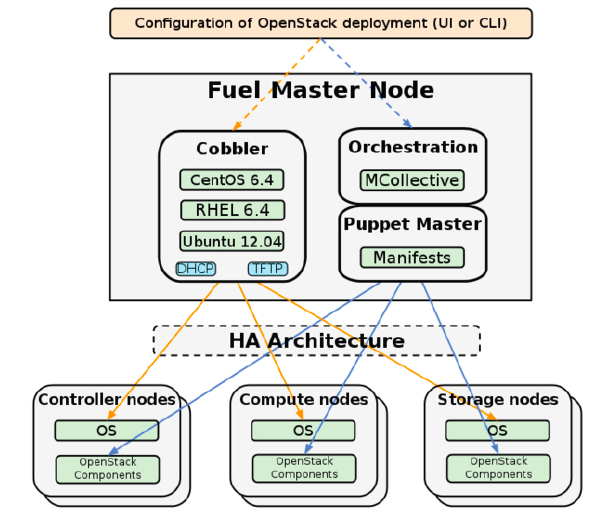 Configuration of OpenStack deployment (UI or CLI)
Fuel Master Node
Cobbler
CentOS 6.4
RHEL 6.4
Ubuntu 12.04
DHCP
TFTP
Orchestration
MCollective
Puppet Master
Manifests
HA Architecture
Controller nodes
OS
OpenStack
Components
Compute nodes
OS
OpenStack
Components
Storage nodes
OS
OpenStack
Components